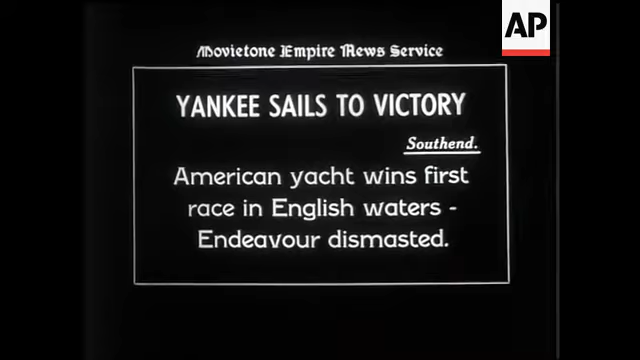 AP
Movietone Empire News Service
YANKEE SAILS TO VICTORY
Southend.
American yacht wins first
race in English waters -
Endeavour dismasted.